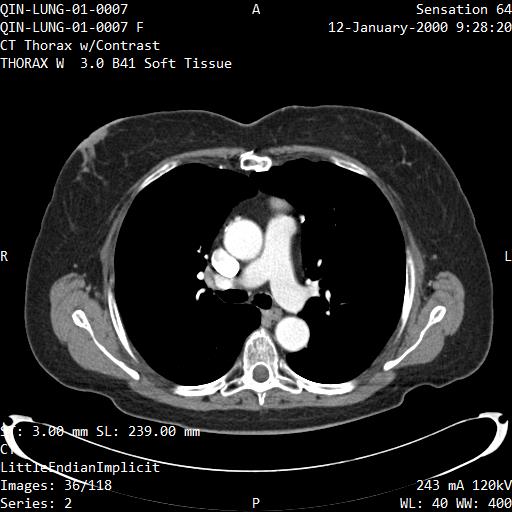 QIN-LUNG-01-0007
A
Sensation 64
QIN-LUNG-01-0007 F
12-January-2000 9:28:20
CT Thorax w/Contrast
THORAX W 3.0 B41 Soft Tissue
R
L
3.00 mm SL: 239.00 mm
LittleEndianImplicit
Images: 36/118
243 mA 120kV
Series: 2
P
WL: 40 WW: 400